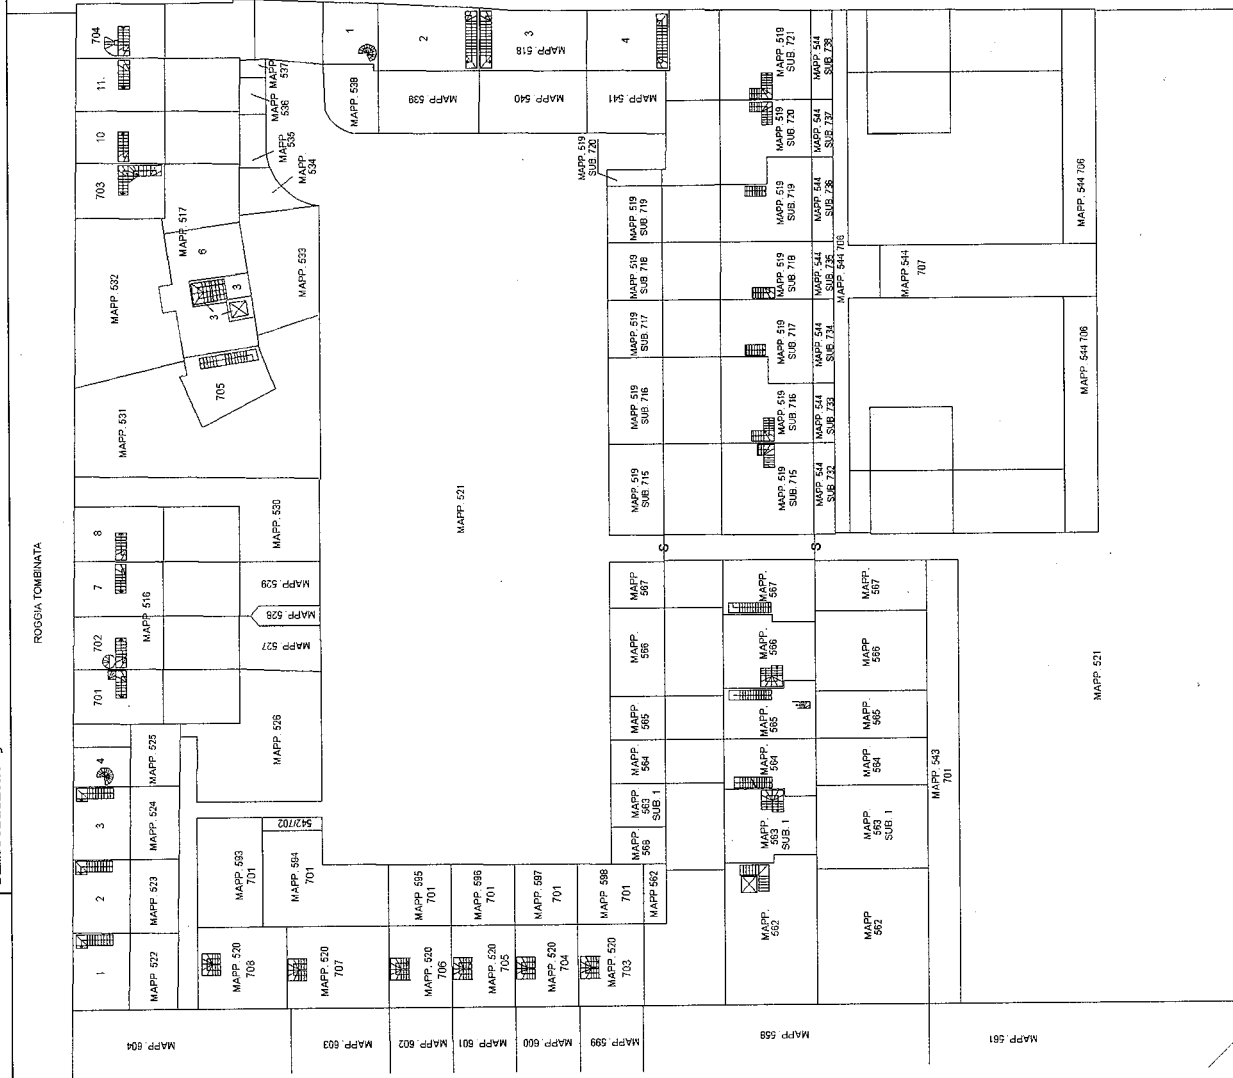 ROGGIA TOMBINATA
704
11.
10
703
MAPP. 517
6
3
3
705
MAPP. 532
MAPP. 533
MAPP. 531
MAPP.
534
MAPP
535
MAPP
536
MAPP
537
MAPP. 538
1
2
3
MAPP. 518
4
MAPP. 539
MAPP. 540
MAPP. 541
8
7
MAPP. 516
702
701
MAPP. 530
MAPP. 529
MAPP. 528
MAPP. 527
MAPP. 526
MAPP. 521
4
3
2
1
MAPP. 525
MAPP. 524
MAPP. 523
MAPP. 522
542/702
MAPP. 593
701
MAPP. 594
701
MAPP. 595
701
MAPP. 596
701
MAPP. 597
701
MAPP. 598
701
MAPP 562
MAPP. 520
708
MAPP. 520
707
MAPP. 520
706
MAPP. 520
705
MAPP. 520
704
MAPP. 520
703
MAPP. 604
MAPP. 603
MAPP. 602
MAPP. 601
MAPP. 600
MAPP. 599
MAPP. 558
MAPP. 561
MAPP. 519
SUB. 720
MAPP. 519
SUB. 719
MAPP. 519
SUB. 718
MAPP. 519
SUB. 717
MAPP. 519
SUB. 716
MAPP. 519
SUB. 715
MAPP. 519
SUB. 721
MAPP. 519
SUB. 720
MAPP. 519
SUB. 719
MAPP. 519
SUB. 718
MAPP. 519
SUB. 717
MAPP. 519
SUB. 716
MAPP. 519
SUB. 715
MAPP. 544
SUB. 738
MAPP. 544
SUB. 737
MAPP. 544
SUB. 736
MAPP. 544
SUB. 735
MAPP. 544
SUB. 734
MAPP. 544
SUB. 733
MAPP. 544
SUB. 732
MAPP. 544 706
MAPP. 544
707
MAPP. 544 706
MAPP. 544 706
S
S
MAPP
567
MAPP.
566
MAPP.
565
MAPP.
564
MAPP.
563
SUB. 1
MAPP.
568
MAPP.
567
MAPP.
566
MAPP.
565
MAPP.
564
MAPP.
563
SUB. 1
MAPP.
562
MAPP.
567
MAPP
566
MAPP.
565
MAPP.
564
MAPP.
563
SUB. 1
MAPP
562
MAPP. 543
701
MAPP. 521